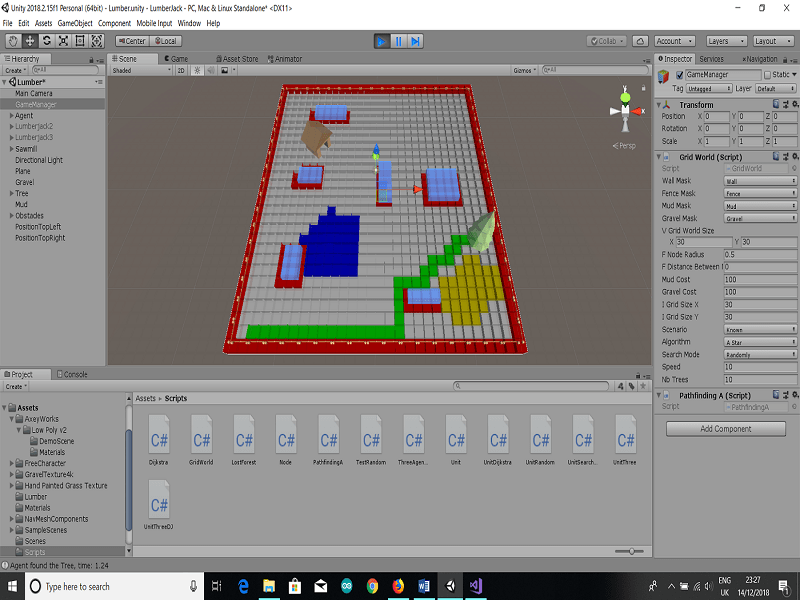 Unity 2018.2.15f1 Personal (64bit) - Lumber.unity - LumberJack - PC, Mac & Linux Standalone* <DX11>
File Edit Assets GameObject Component Mobile Input Window Help
Center Local Collab Account Layers Layout
Hierarchy
Create All
Lumber*
Main Camera
GameManager
Agent
Lumberjack2
Lumberjack3
Sawmill
Directional Light
Plane
Gravel
Tree
Mud
Obstacles
PositionTopLeft
PositionTopRight
Scene Game Asset Store Animator
Shaded 2D Gizmos All
y
x
Persp
Inspector Services Navigation
GameManager Static
Tag Untagged Layer Default
Transform
Position X 0 Y 0 Z 0
Rotation X 0 Y 0 Z 0
Scale X 1 Y 1 Z 1
Grid World (Script)
Script GridWorld
Wall Mask Wall
Fence Mask Fence
Mud Mask Mud
Gravel Mask Gravel
V Grid World Size
X 30 Y 30
F Node Radius 0.5
F Distance Between 0
Mud Cost 100
Gravel Cost 100
I Grid Size X 30
I Grid Size Y 30
Scenario Known
Algorithm A Star
Search Mode Randomly
Speed 10
Nb Trees 10
Pathfinding A (Script)
Script PathfindingA
Add Component
Project Console
Create
Assets
AxeyWorks
Low Poly v2
DemoScene
Materials
FreeCharacter
GravelTexture4k
Hand Painted Grass Texture
Lumber
Materials
NavMeshComponents
SampleScenes
Scenes
Scripts
Assets ▸ Scripts
C# C# C# C# C# C# C# C# C# C# C# C#
Dijkstra GridWorld LostForest Node PathfindingA TestRandom ThreeAgen... Unit UnitDijkstra UnitRandom UnitSearch... UnitThree
C#
UnitThreeDJ
Agent found the Tree, time: 1.24
Type here to search
ENG 23:27
UK 14/12/2018